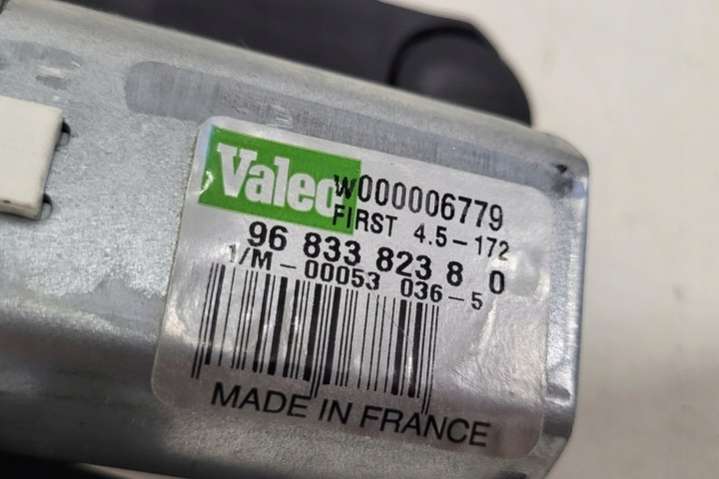 Valeo W000006779
FIRST 4.5-172
96 833 823 8 0
1/M-00053 036-5
MADE IN FRANCE